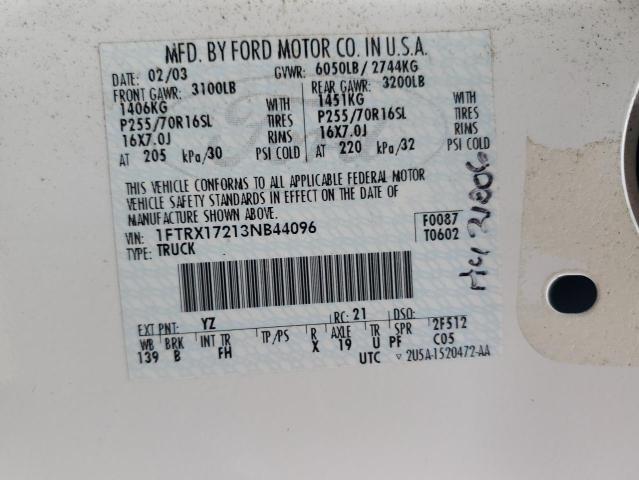 MFD. BY FORD MOTOR CO. IN U.S.A.
DATE: 02/03 GVWR: 6050LB/ 2744KG
FRONT GAWR: 3100LB REAR GAWR: 3200LB
1406KG WITH 1451KG WITH
P255/70R16SL TIRES P255/70R16SL TIRES
16X7.0J RIMS 16X7.0J RIMS
AT 205 kPa/30 PSI COLD AT 220 kPa/32 PSI COLD
THIS VEHICLE CONFORMS TO ALL APPLICABLE FEDERAL MOTOR
VEHICLE SAFETY STANDARDS IN EFFECT ON THE DATE OF
MANUFACTURE SHOWN ABOVE.
VIN: 1FTRX17213NB44096 F0087
TYPE: TRUCK T0602
EXT PNT: YZ RC: 21 DSO:
WB BRK INT TR TP/PS R AXLE TR SPR 2F512
139 B FH X 19 U PF C05
UTC ▽ 2U5A-1520472-AA